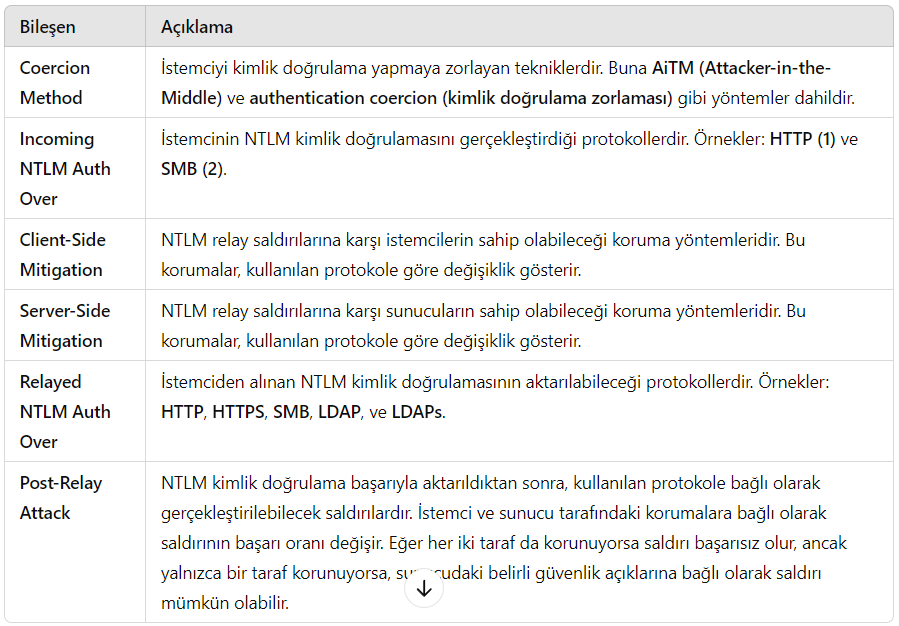 Bileşen Açıklama
Coercion Method
İstemciyi kimlik doğrulama yapmaya zorlayan tekniklerdir. Buna AiTM (Attacker-in-the-
Middle) ve authentication coercion (kimlik doğrulama zorlaması) gibi yöntemler dahildir.
Incoming
NTLM Auth
Over
İstemcinin NTLM kimlik doğrulamasını gerçekleştirdiği protokollerdir. Örnekler: HTTP (1) ve
SMB (2).
Client-Side
Mitigation
NTLM relay saldırılarına karşı istemcilerin sahip olabileceği koruma yöntemleridir. Bu
korumalar, kullanılan protokole göre değişiklik gösterir.
Server-Side
Mitigation
NTLM relay saldırılarına karşı sunucuların sahip olabileceği koruma yöntemleridir. Bu
korumalar, kullanılan protokole göre değişiklik gösterir.
Relayed
NTLM Auth
Over
İstemciden alınan NTLM kimlik doğrulamasının aktarılabileceği protokollerdir. Örnekler:
HTTP, HTTPS, SMB, LDAP, ve LDAPs.
Post-Relay
Attack
NTLM kimlik doğrulama başarıyla aktarıldıktan sonra, kullanılan protokole bağlı olarak
gerçekleştirilebilecek saldırılardır. İstemci ve sunucu tarafındaki korumalara bağlı olarak
saldırının başarı oranı değişir. Eğer her iki taraf da korunuyorsa saldırı başarısız olur, ancak
yalnızca bir taraf korunuyorsa, belirli güvenlik açıklarına bağlı olarak saldırı
mümkün olabilir.